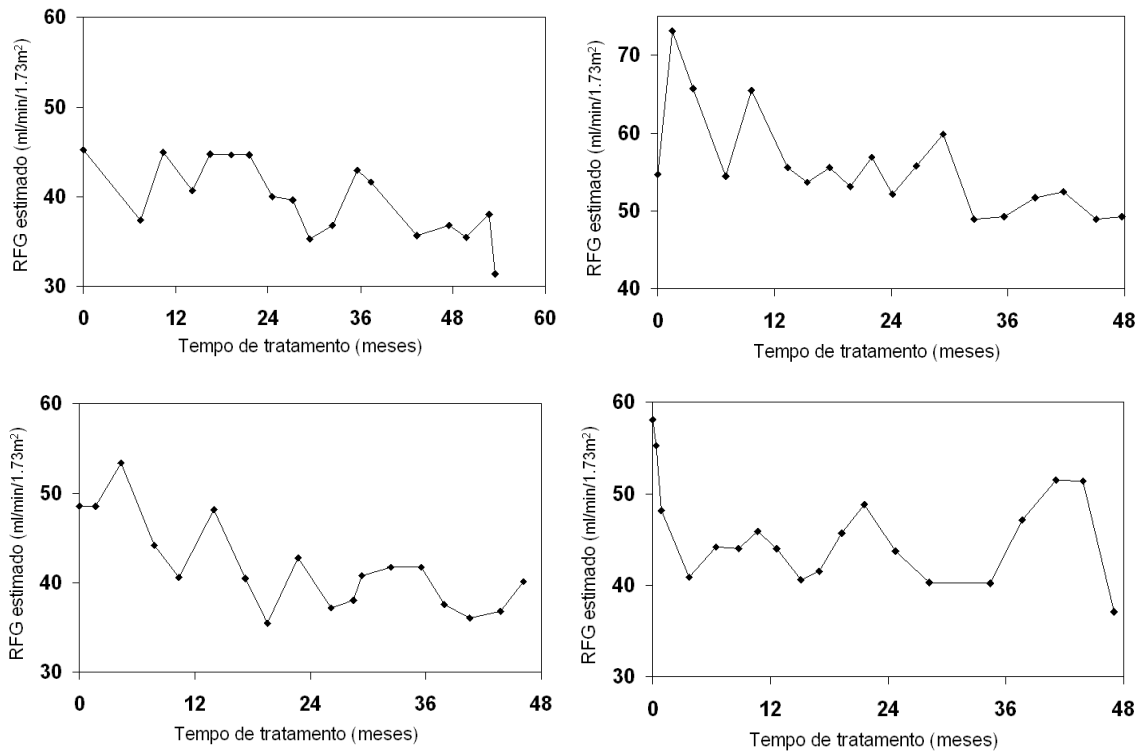 60
50
40
30
RFG estimado (ml/min/1.73m²)
0 12 24 36 48 60
Tempo de tratamento (meses)
70
60
50
40
RFG estimado (ml/min/1.73m²)
0 12 24 36 48
Tempo de tratamento (meses)
60
50
40
30
RFG estimado (ml/min/1.73m²)
0 12 24 36 48
Tempo de tratamento (meses)
60
50
40
30
RFG estimado (ml/min/1.73m²)
0 12 24 36 48
Tempo de tratamento (meses)